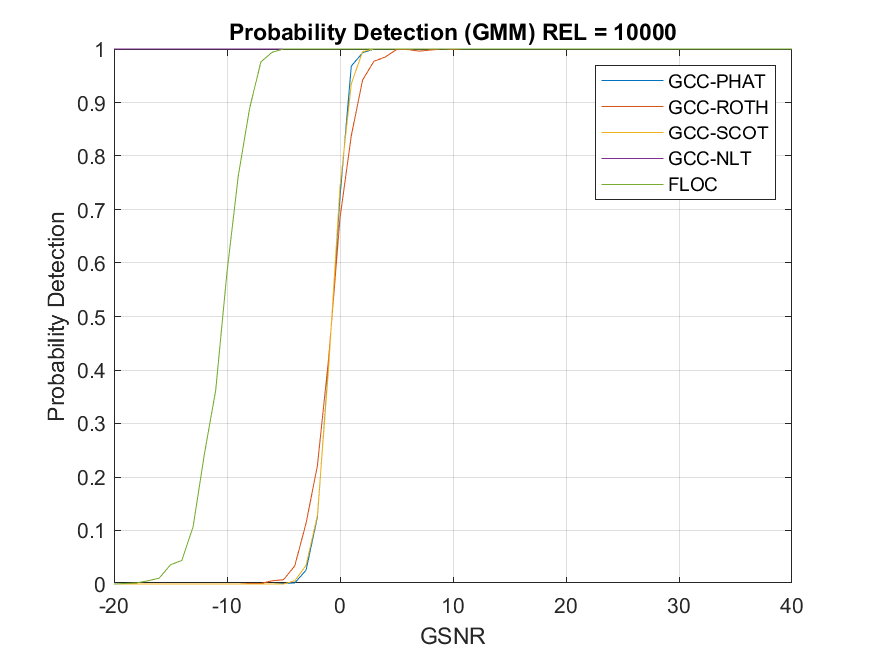 Probability Detection (GMM) REL = 10000
1
0.9
0.8
0.7
0.6
0.5
0.4
0.3
0.2
0.1
0
Probability Detection
-20
-10
0
10
20
30
40
GSNR
GCC-PHAT
GCC-ROTH
GCC-SCOT
GCC-NLT
FLOC